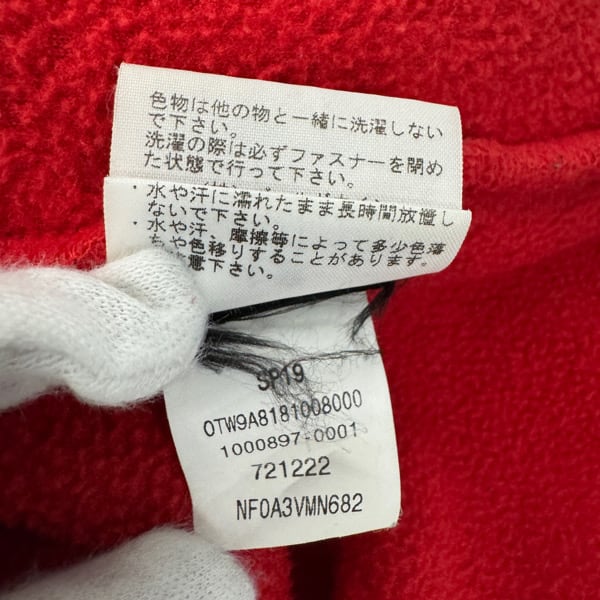 色物は他の物と一緒に洗濯しない
で下さい。
洗濯の際は必ずファスナーを閉め
た状態で行って下さい。
・水や汗に濡れたまま長時間放置し
ないで下さい。
・水や汗、摩擦等によって多少色落
ちや色移りすることがあります。
意下さい。
SP19
OTW9A8181008000
1000897-0001
721222
NF0A3VMN682